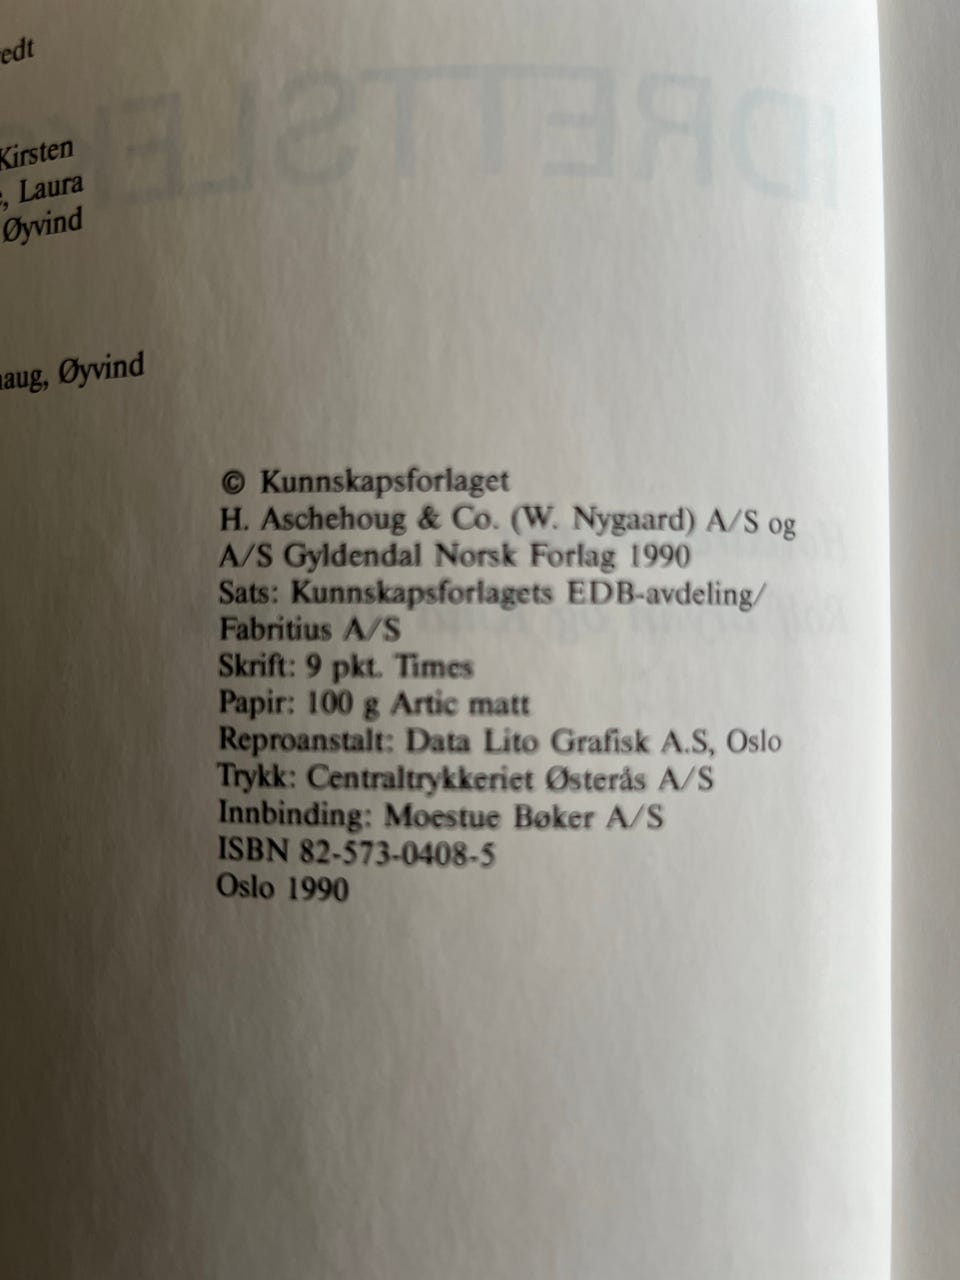 edt
Kirsten
, Laura
Øyvind
aug, Øyvind
© Kunnskapsforlaget
H. Aschehoug & Co. (W. Nygaard) A/S og
A/S Gyldendal Norsk Forlag 1990
Sats: Kunnskapsforlagets EDB-avdeling/
Fabritius A/S
Skrift: 9 pkt. Times
Papir: 100 g Artic matt
Reproanstalt: Data Lito Grafisk A.S, Oslo
Trykk: Centraltrykkeriet Østerås A/S
Innbinding: Moestue Bøker A/S
ISBN 82-573-0408-5
Oslo 1990